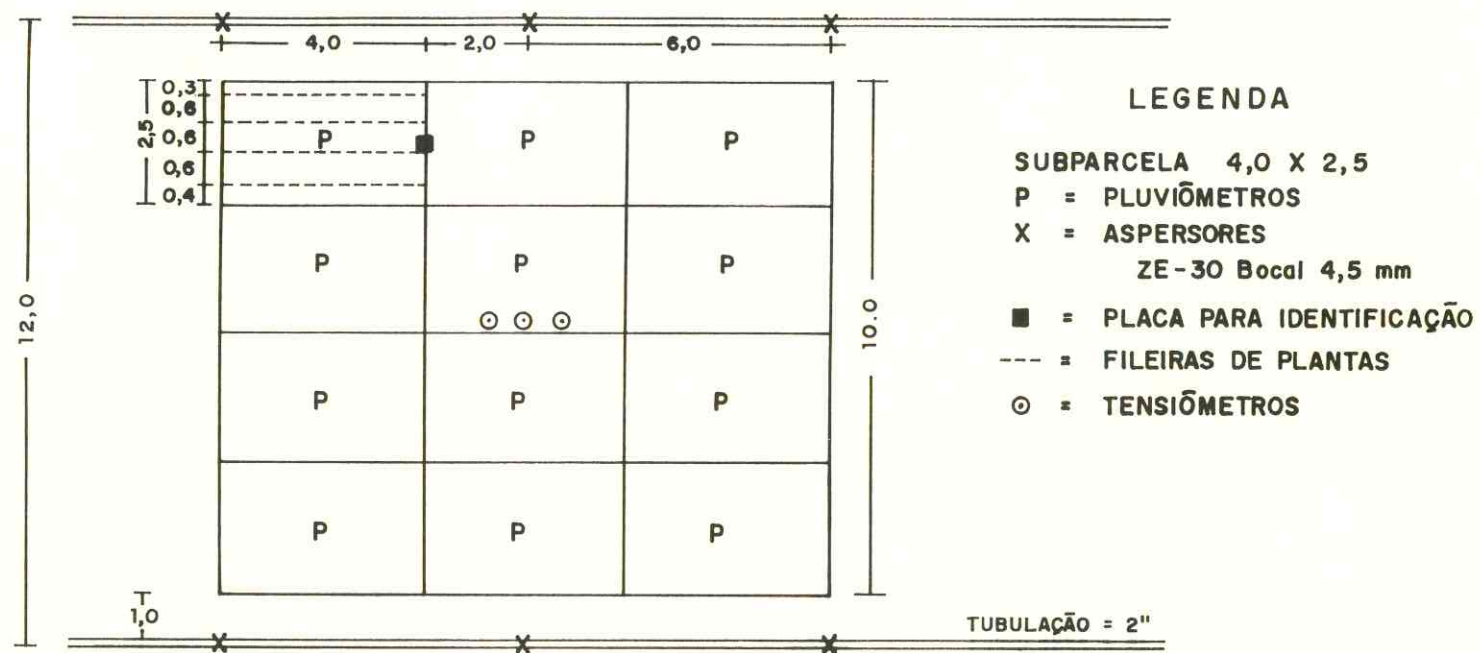 X X X
4,0 2,0 6,0
0,3
0,6
0,6
0,6
0,4
2,5
P P P
P P P
P P P
P P P
12,0
10.0
1,0
X X X
TUBULAÇÃO = 2"
LEGENDA
SUBPARCELA 4,0 X 2,5
P = PLUVIÕMETROS
X = ASPERSORES
ZE-30 Bocal 4,5 mm
■ = PLACA PARA IDENTIFICAÇÃO
--- = FILEIRAS DE PLANTAS
⊙ = TENSIÕMETROS